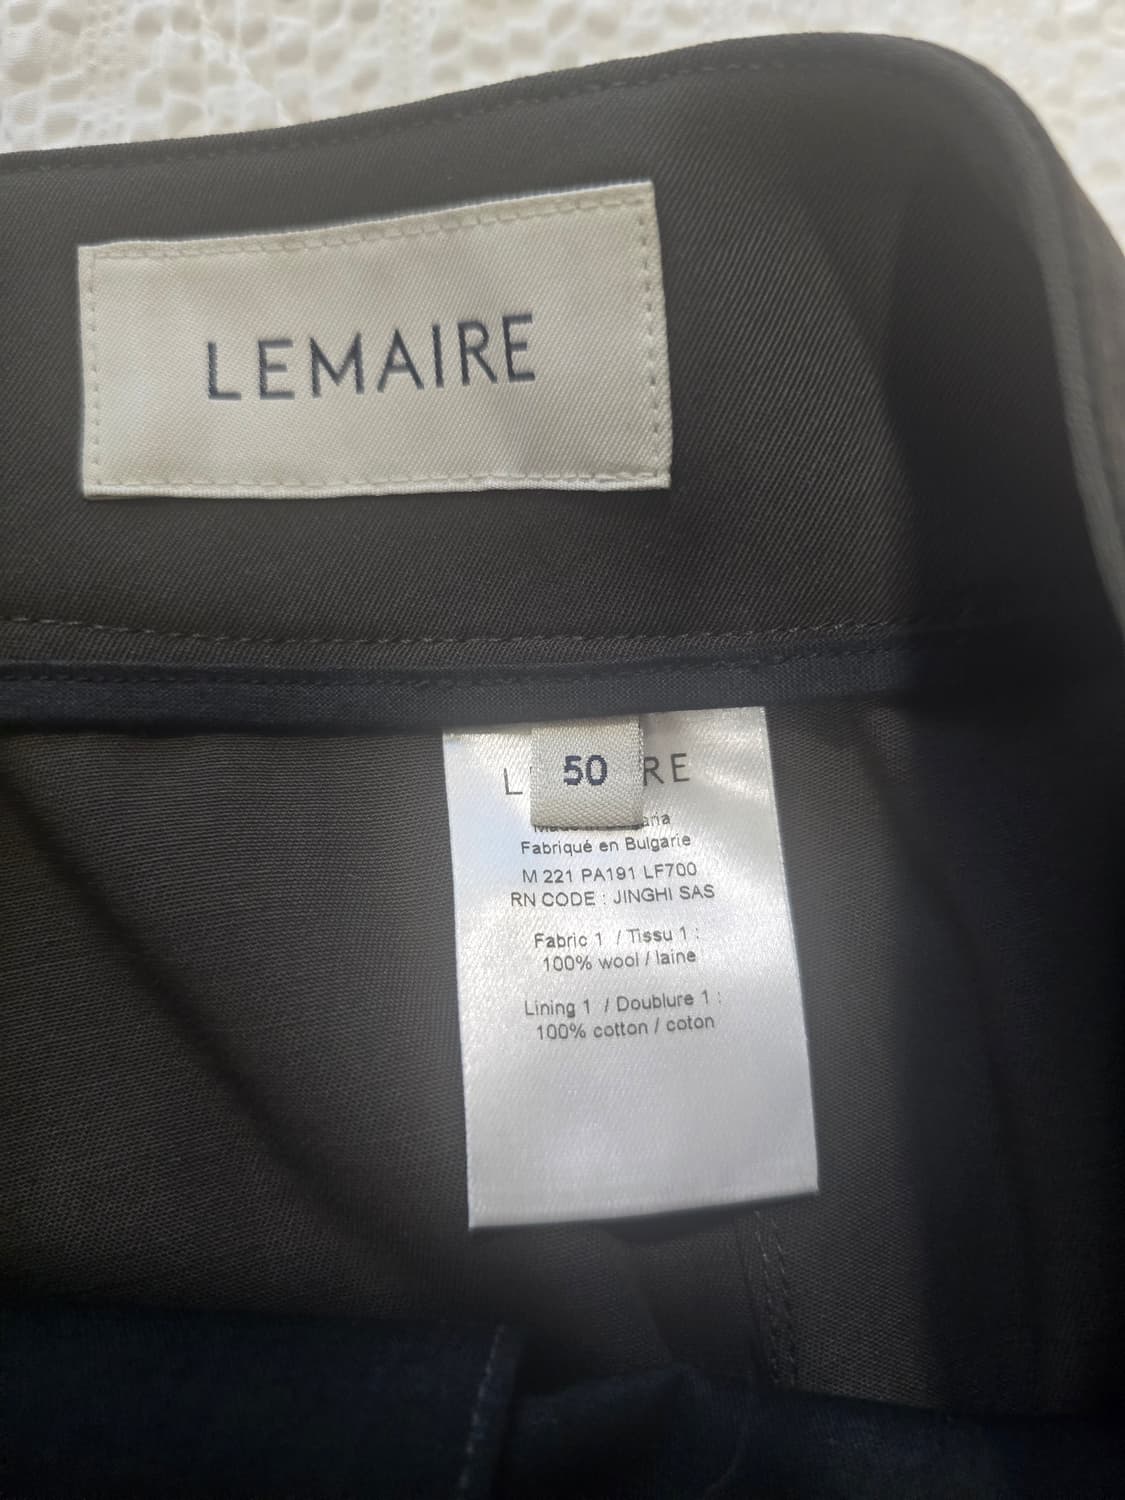 LEMAIRE
50
L RE
Fabriqué en Bulgarie
M 221 PA191 LF700
RN CODE : JINGHI SAS
Fabric 1 / Tissu 1 :
100% wool / laine
Lining 1 / Doublure 1 :
100% cotton / coton